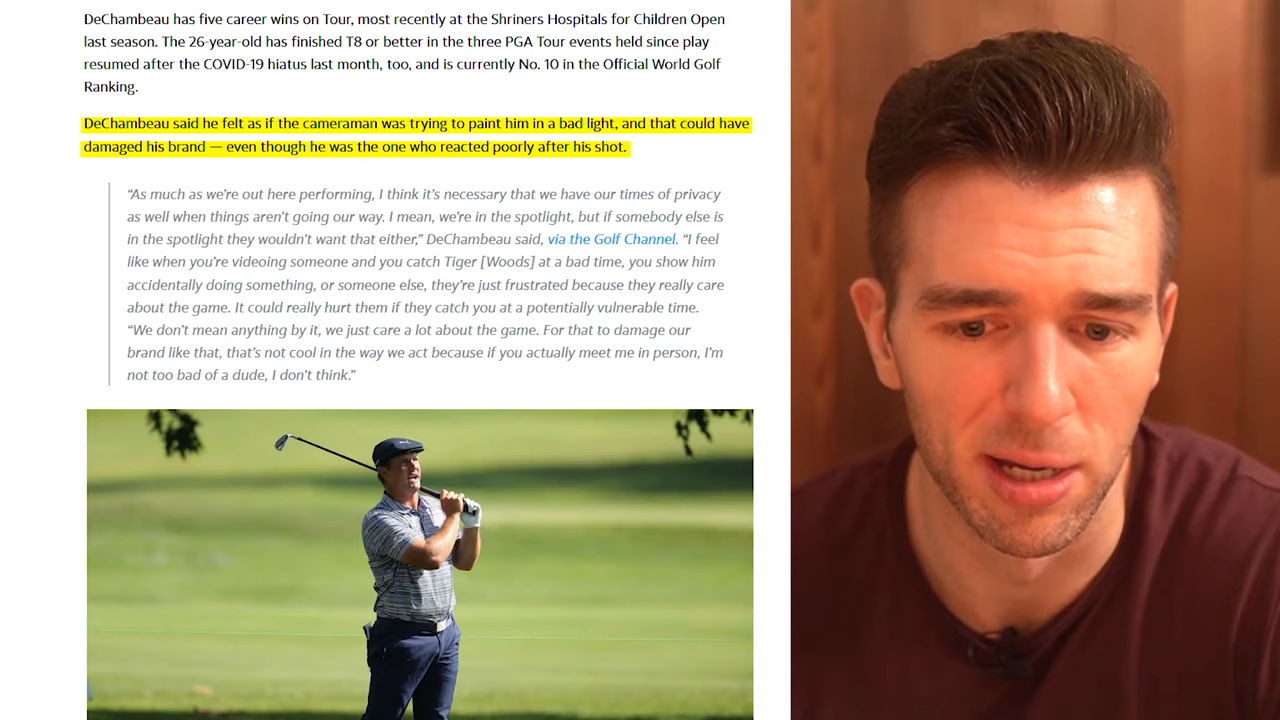 DeChambeau has five career wins on Tour, most recently at the Shriners Hospitals for Children Open
last season. The 26-year-old has finished T8 or better in the three PGA Tour events held since play
resumed after the COVID-19 hiatus last month, too, and is currently No. 10 in the Official World Golf
Ranking.
DeChambeau said he felt as if the cameraman was trying to paint him in a bad light, and that could have
damaged his brand — even though he was the one who reacted poorly after his shot.
“As much as we’re out here performing, I think it’s necessary that we have our times of privacy
as well when things aren’t going our way. I mean, we’re in the spotlight, but if somebody else is
in the spotlight they wouldn’t want that either,” DeChambeau said, via the Golf Channel. “I feel
like when you’re videoing someone and you catch Tiger [Woods] at a bad time, you show him
accidentally doing something, or someone else, they’re just frustrated because they really care
about the game. It could really hurt them if they catch you at a potentially vulnerable time.
“We don’t mean anything by it, we just care a lot about the game. For that to damage our
brand like that, that’s not cool in the way we act because if you actually meet me in person, I’m
not too bad of a dude, I don’t think.”